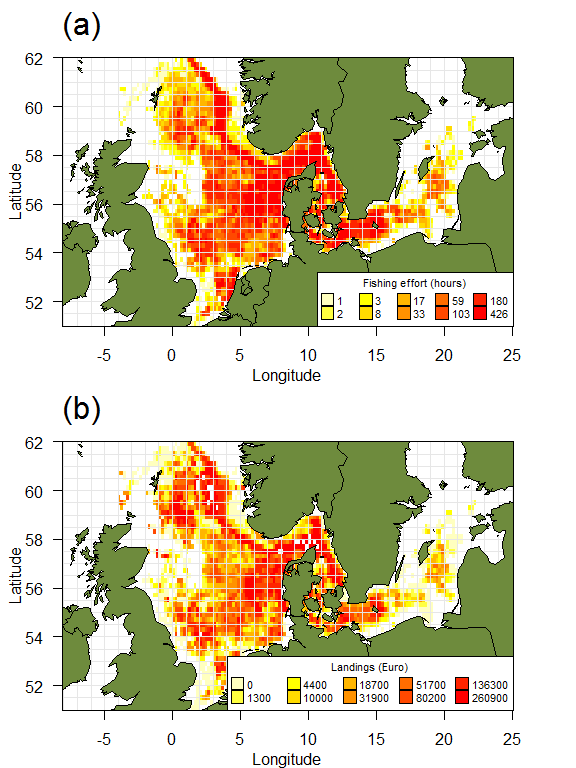 (a)
62
60
58
56
54
52
Latitude
Fishing effort (hours)
1 3 17 59 180
2 8 33 103 426
-5 0 5 10 15 20 25
Longitude
(b)
62
60
58
56
54
52
Latitude
Landings (Euro)
0 4400 18700 51700 136300
1300 10000 31900 80200 260900
-5 0 5 10 15 20 25
Longitude